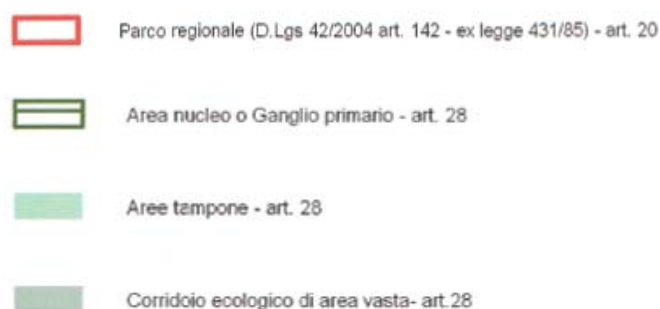 Parco regionale (D.Lgs 42/2004 art. 142 - ex legge 431/85) - art. 20
Area nucleo o Ganglio primario - art. 28
Aree tampone - art. 28
Corridoio ecologico di area vasta- art.28